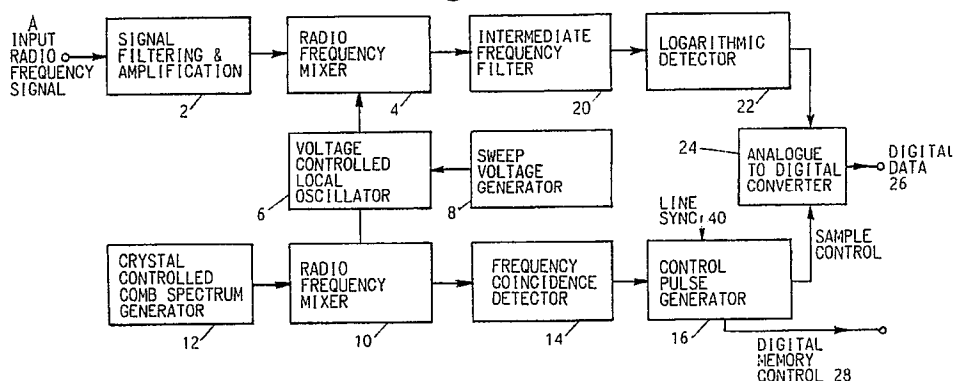 A
INPUT
RADIO
FREQUENCY
SIGNAL
SIGNAL
FILTERING &
AMPLIFICATION
2
RADIO
FREQUENCY
MIXER
4
INTERMEDIATE
FREQUENCY
FILTER
20
LOGARITHMIC
DETECTOR
22
VOLTAGE
CONTROLLED
LOCAL
OSCILLATOR
6
SWEEP
VOLTAGE
GENERATOR
8
24
ANALOGUE
TO DIGITAL
CONVERTER
DIGITAL
DATA
26
LINE
SYNC, 40
SAMPLE
CONTROL
CRYSTAL
CONTROLLED
COMB SPECTRUM
GENERATOR
12
RADIO
FREQUENCY
MIXER
10
FREQUENCY
COINCIDENCE
DETECTOR
14
CONTROL
PULSE
GENERATOR
16
DIGITAL
MEMORY
CONTROL 28